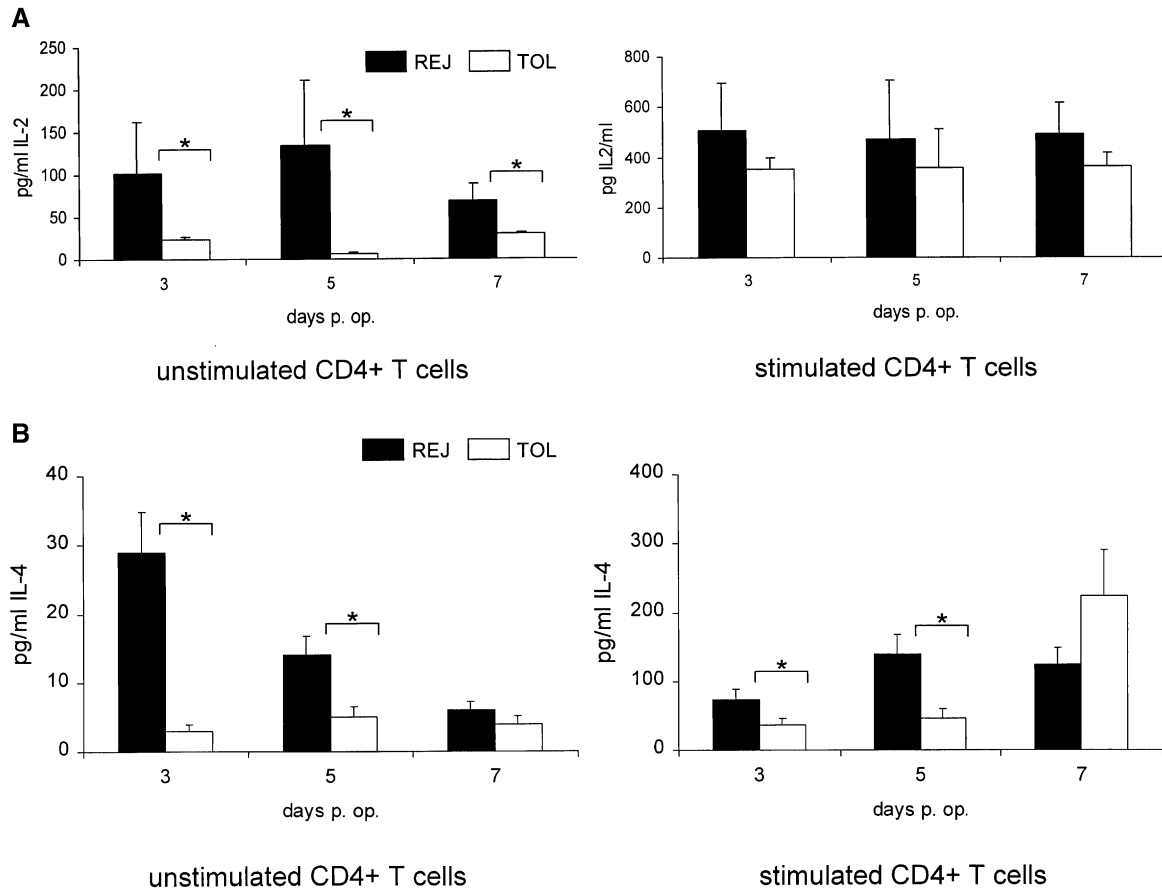 A
250
200
150
100
50
0
pg/ml IL-2
REJ TOL
* * *
3 5 7
days p. op.
unstimulated CD4+ T cells
800
600
400
200
0
pg IL2/ml
3 5 7
days p. op.
stimulated CD4+ T cells
B
40
30
20
10
0
pg/ml IL-4
REJ TOL
* *
3 5 7
days p. op.
unstimulated CD4+ T cells
400
300
200
100
0
pg/ml IL-4
* *
3 5 7
days p. op.
stimulated CD4+ T cells